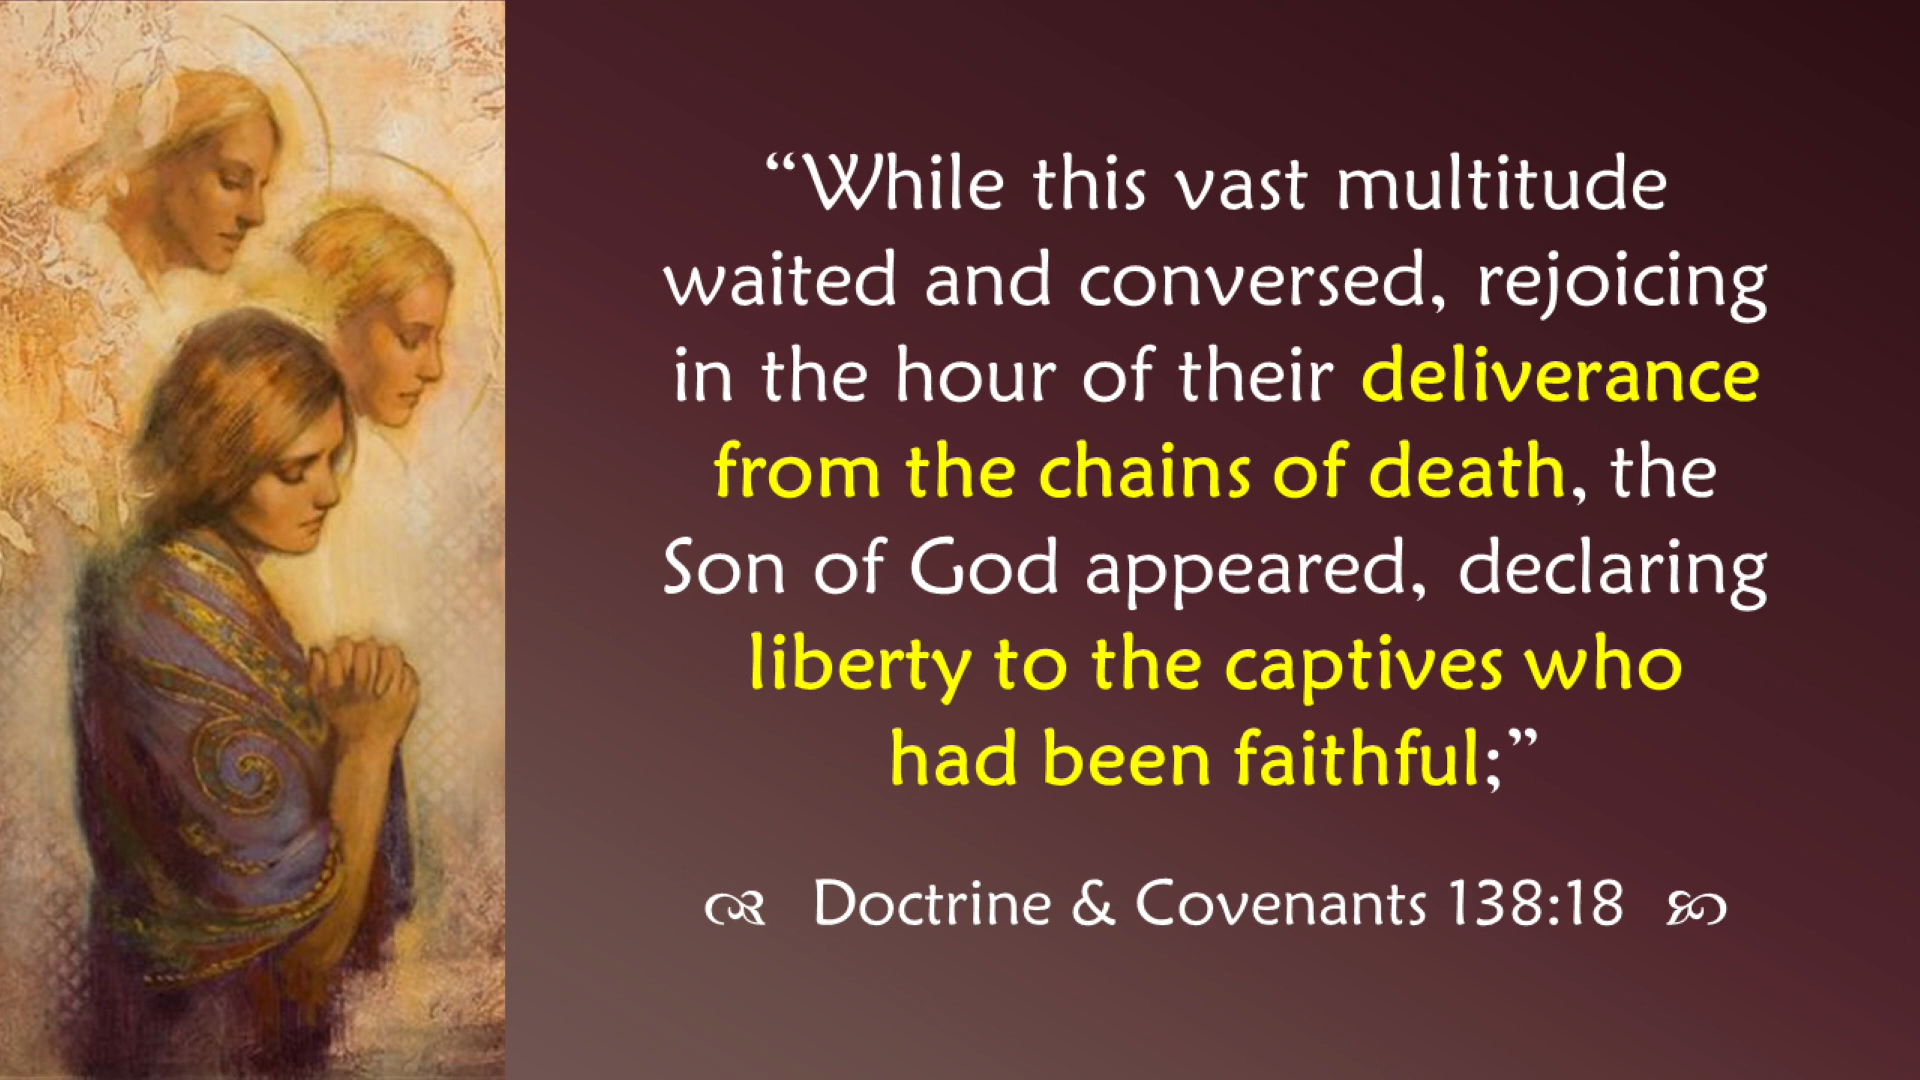 “While this vast multitude
waited and conversed, rejoicing
in the hour of their deliverance
from the chains of death, the
Son of God appeared, declaring
liberty to the captives who
had been faithful;”
Doctrine & Covenants 138:18